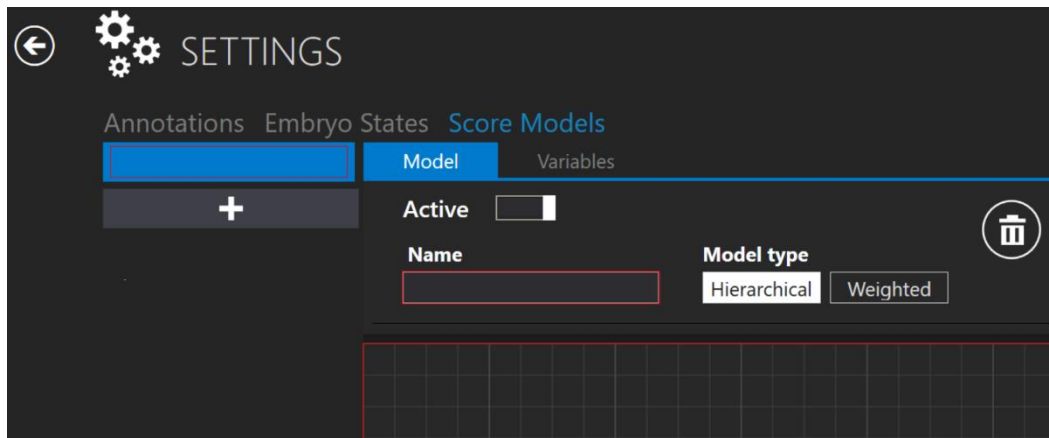 SETTINGS
Annotations Embryo States Score Models
Model Variables
Active
Name Model type
Hierarchical Weighted